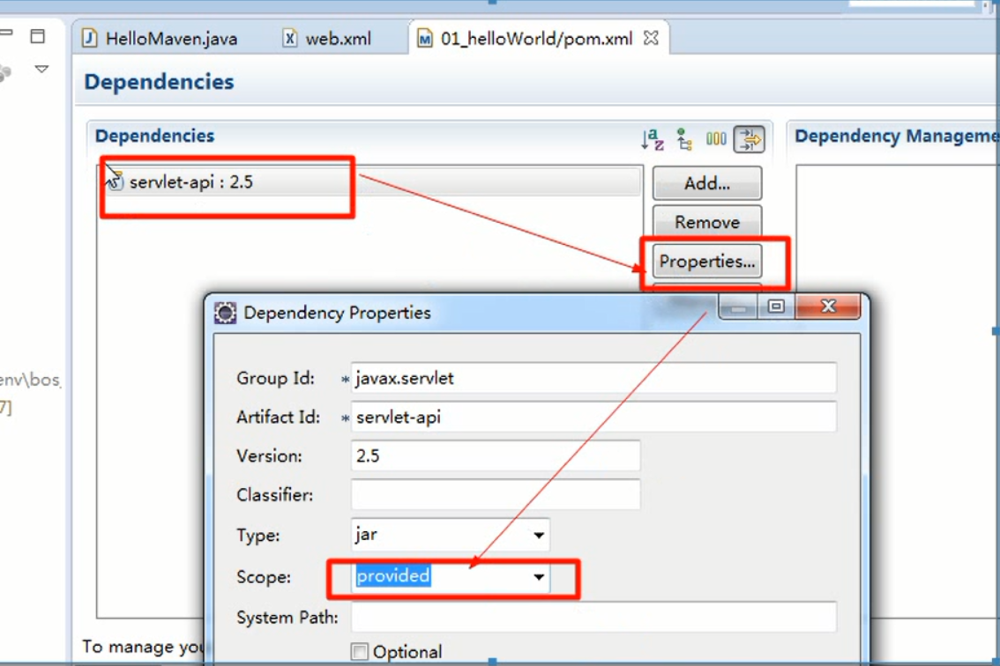 HelloMaven.java
web.xml
01_helloWorld/pom.xml
Dependencies
Dependencies
Dependency Manageme
servlet-api : 2.5
Add...
Remove
Properties...
Dependency Properties
Group Id: * javax.servlet
Artifact Id: * servlet-api
env\bos_
Version: 2.5
7]
Classifier:
Type: jar
Scope: provided
System Path:
To manage you
Optional